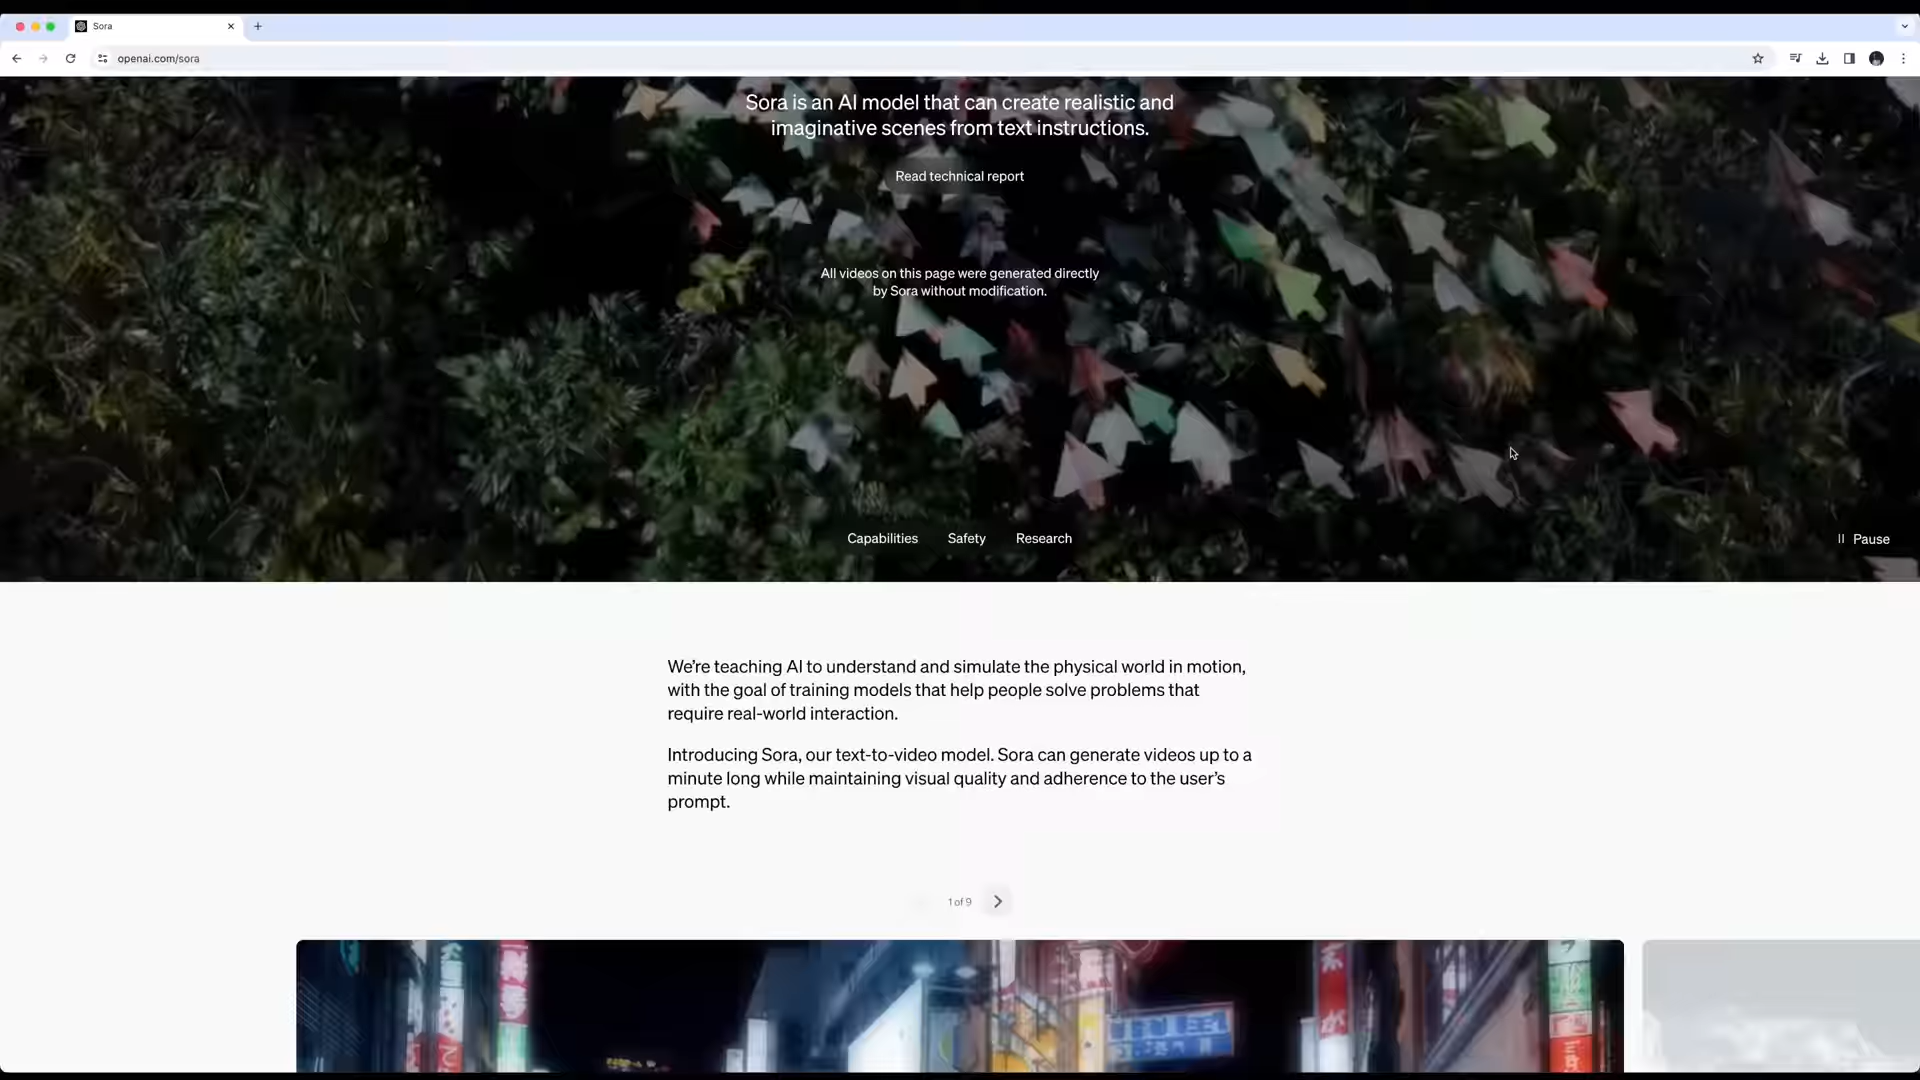 Sora
openai.com/sora
Sora is an AI model that can create realistic and
imaginative scenes from text instructions.
Read technical report
All videos on this page were generated directly
by Sora without modification.
Capabilities
Safety
Research
Pause
We’re teaching AI to understand and simulate the physical world in motion,
with the goal of training models that help people solve problems that
require real-world interaction.
Introducing Sora, our text-to-video model. Sora can generate videos up to a
minute long while maintaining visual quality and adherence to the user’s
prompt.
1 of 9